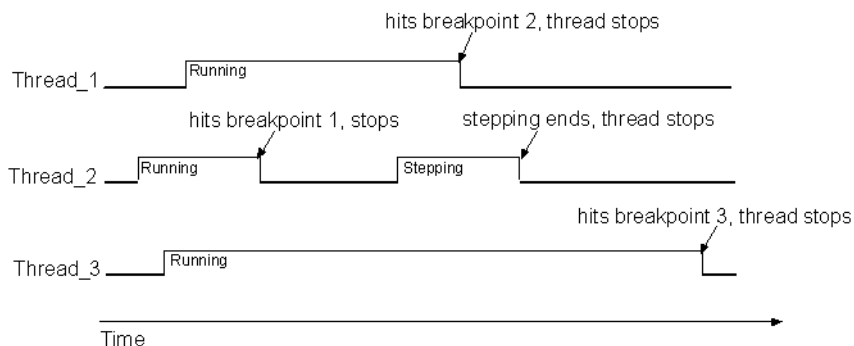 hits breakpoint 2, thread stops
Thread_1
Running
hits breakpoint 1, stops
stepping ends, thread stops
Thread_2
Running
Stepping
hits breakpoint 3, thread stops
Thread_3
Running
Time